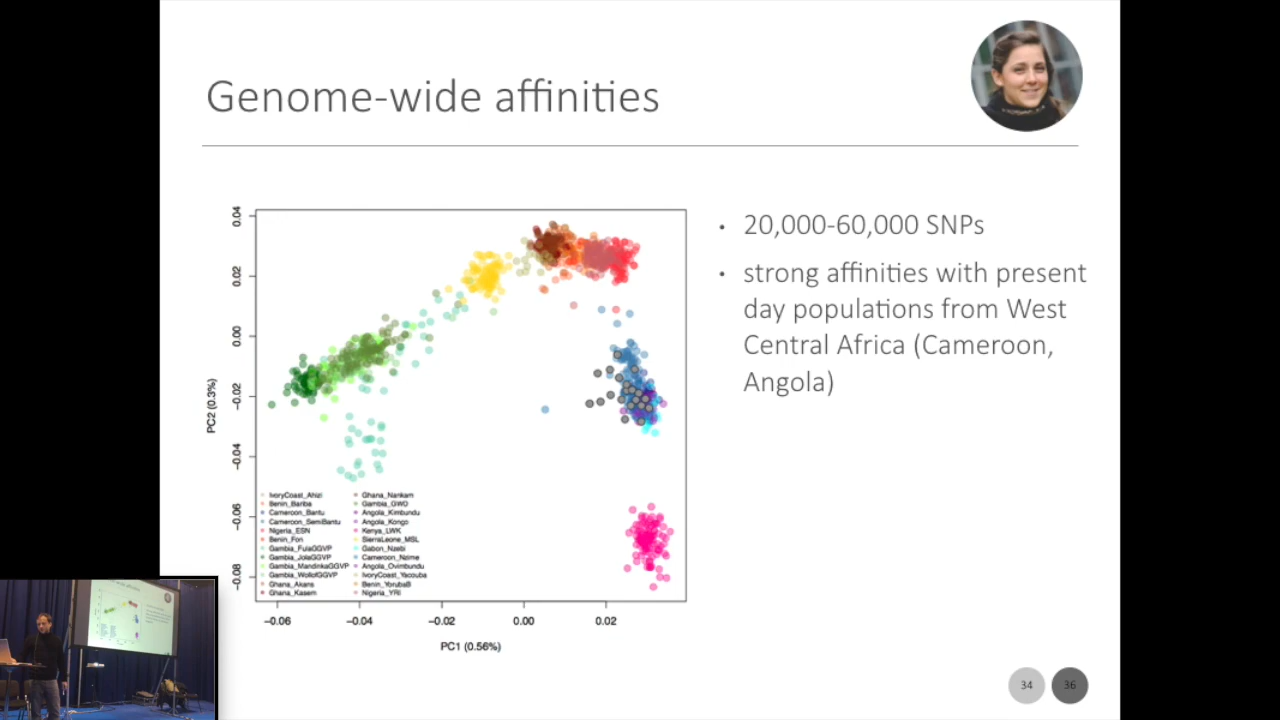 Genome-wide affinities
0.04
0.02
0.00
−0.02
−0.04
−0.06
−0.08
PC2 (0.3%)
IvoryCoast_Ahizi
Benin_Bariba
Cameroon_Bantu
Cameroon_SemiBantu
Nigeria_ESN
Benin_Fon
Gambia_FulaGGVP
Gambia_JolaGGVP
Gambia_MandinkaGGVP
Gambia_WollofGGVP
Ghana_Akans
Ghana_Kasem
Ghana_Nankam
Gambia_GWD
Angola_Kimbundu
Angola_Kongo
Kenya_LWK
SierraLeone_MSL
Gabon_Nzebi
Cameroon_Nzime
Angola_Ovimbundu
IvoryCoast_Yacouba
Benin_YorubaB
Nigeria_YRI
−0.06 −0.04 −0.02 0.00 0.02
PC1 (0.56%)
• 20,000-60,000 SNPs
• strong affinities with present
day populations from West
Central Africa (Cameroon,
Angola)
34 36